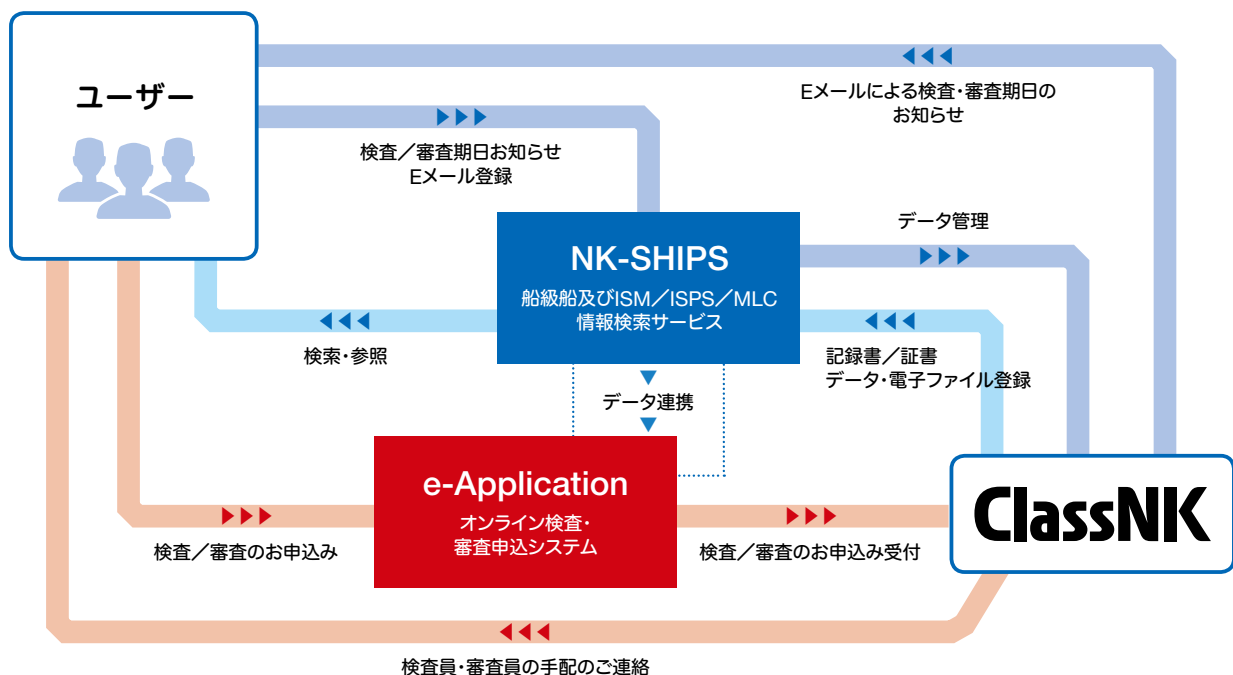 ユーザー
Eメールによる検査・審査期日の
お知らせ
検査／審査期日お知らせ
Eメール登録
NK-SHIPS
船級船及びISM／ISPS／MLC
情報検索サービス
データ管理
検索・参照
記録書／証書
データ・電子ファイル登録
データ連携
e-Application
オンライン検査・
審査申込システム
ClassNK
検査／審査のお申込み
検査／審査のお申込み受付
検査員・審査員の手配のご連絡